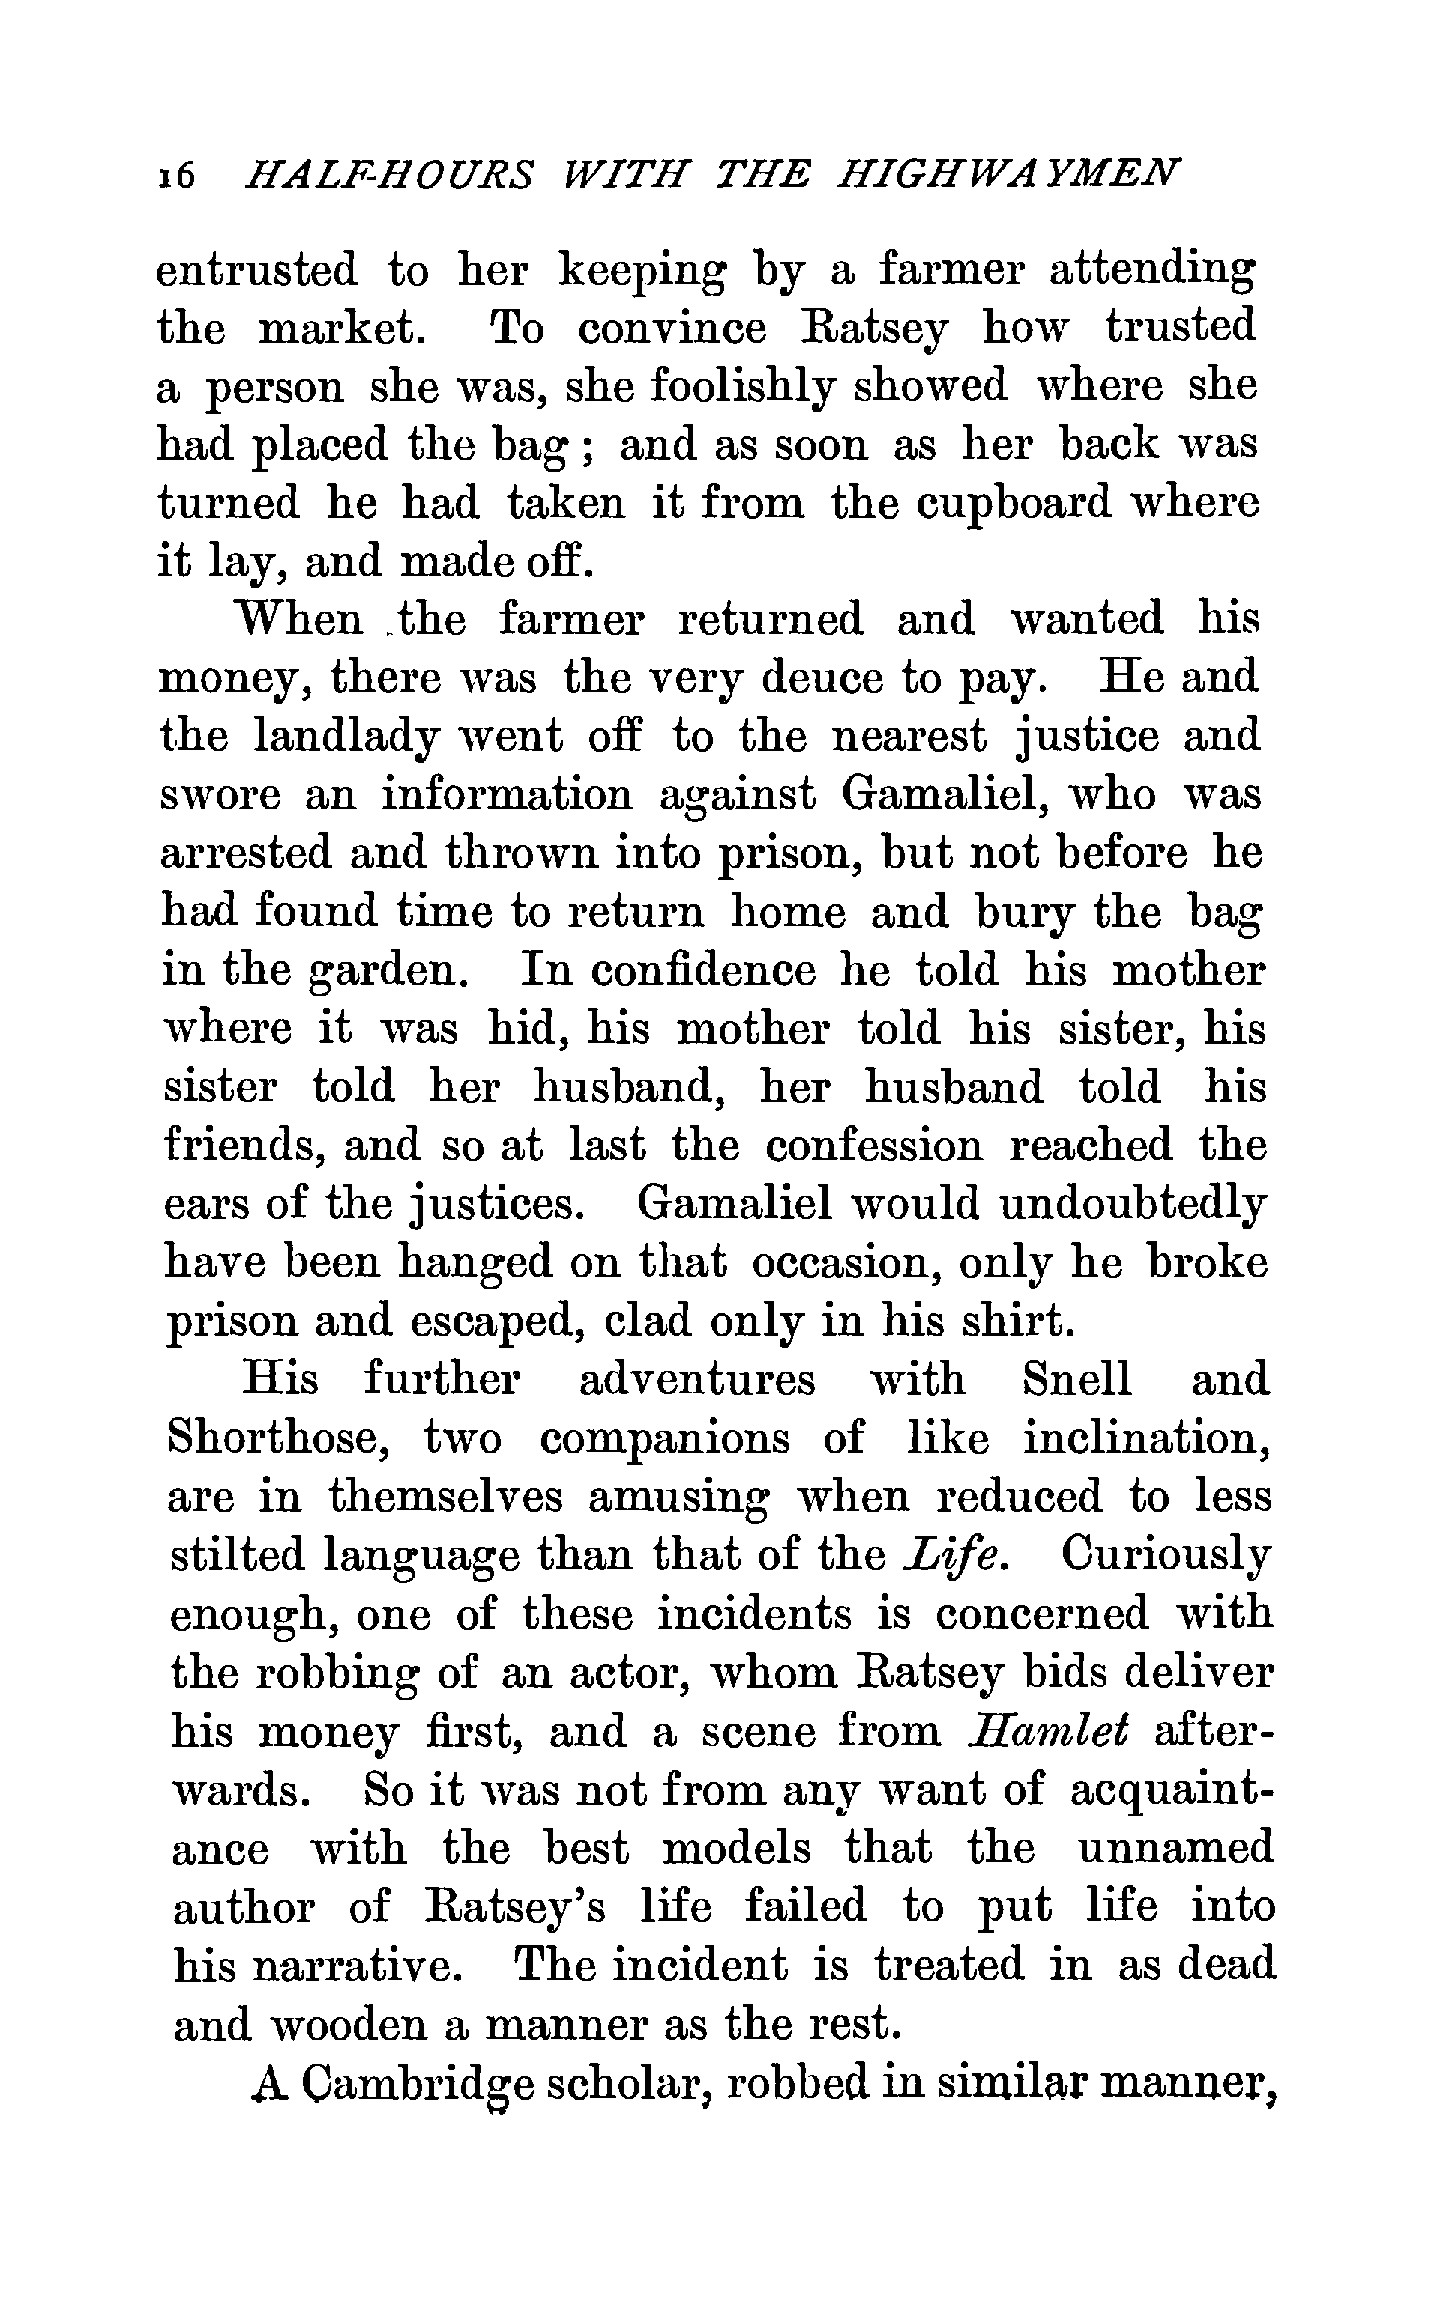 16 HALF-HOURS WITH THE HIGHWAYMEN
entrusted to her keeping by a farmer attending
the market. To convince Ratsey how trusted
a person she was, she foolishly showed where she
had placed the bag ; and as soon as her back was
turned he had taken it from the cupboard where
it lay, and made off.
When the farmer returned and wanted his
money, there was the very deuce to pay. He and
the landlady went off to the nearest justice and
swore an information against Gamaliel, who was
arrested and thrown into prison, but not before he
had found time to return home and bury the bag
in the garden. In confidence he told his mother
where it was hid, his mother told his sister, his
sister told her husband, her husband told his
friends, and so at last the confession reached the
ears of the justices. Gamaliel would undoubtedly
have been hanged on that occasion, only he broke
prison and escaped, clad only in his shirt.
His further adventures with Snell and
Shorthose, two companions of like inclination,
are in themselves amusing when reduced to less
stilted language than that of the Life. Curiously
enough, one of these incidents is concerned with
the robbing of an actor, whom Ratsey bids deliver
his money first, and a scene from Hamlet after-
wards. So it was not from any want of acquaint-
ance with the best models that the unnamed
author of Ratsey's life failed to put life into
his narrative. The incident is treated in as dead
and wooden a manner as the rest.
A Cambridge scholar, robbed in similar manner,